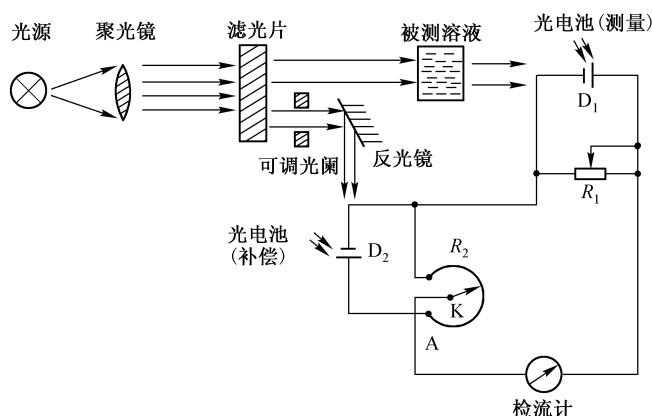 光源
聚光镜
滤光片
被测溶液
光电池(测量)
D₁
R₁
可调光阑
反光镜
光电池
(补偿)
D₂
R₂
K
A
检流计